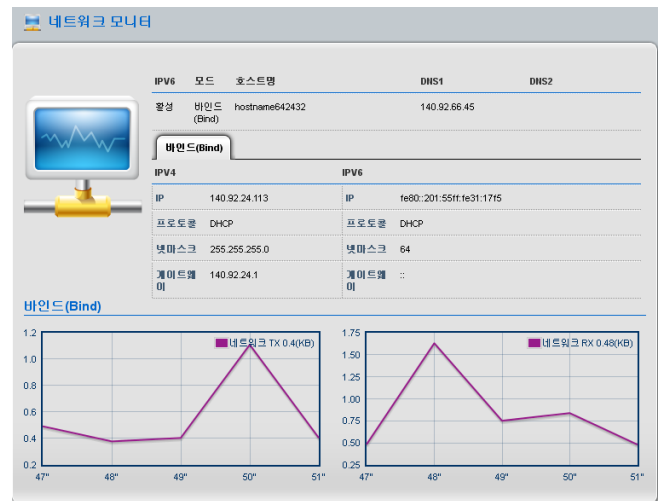 네트워크 모니터
IPV6 모드 호스트명 DNS1 DNS2
활성 바인드 (Bind) hostname642432 140.92.66.45
바인드(Bind)
IPV4 IPV6
IP 140.92.24.113 IP fe80::201:55ff:fe31:17f5
프로토콜 DHCP 프로토콜 DHCP
넷마스크 255.255.255.0 넷마스크 64
게이트웨이 140.92.24.1 게이트웨이 ::
바인드(Bind)
네트워크 TX 0.4(KB)
1.2
1.0
0.8
0.6
0.4
0.2
47" 48" 49" 50" 51"
네트워크 RX 0.48(KB)
1.75
1.50
1.25
1.00
0.75
0.50
0.25
47" 48" 49" 50" 51"